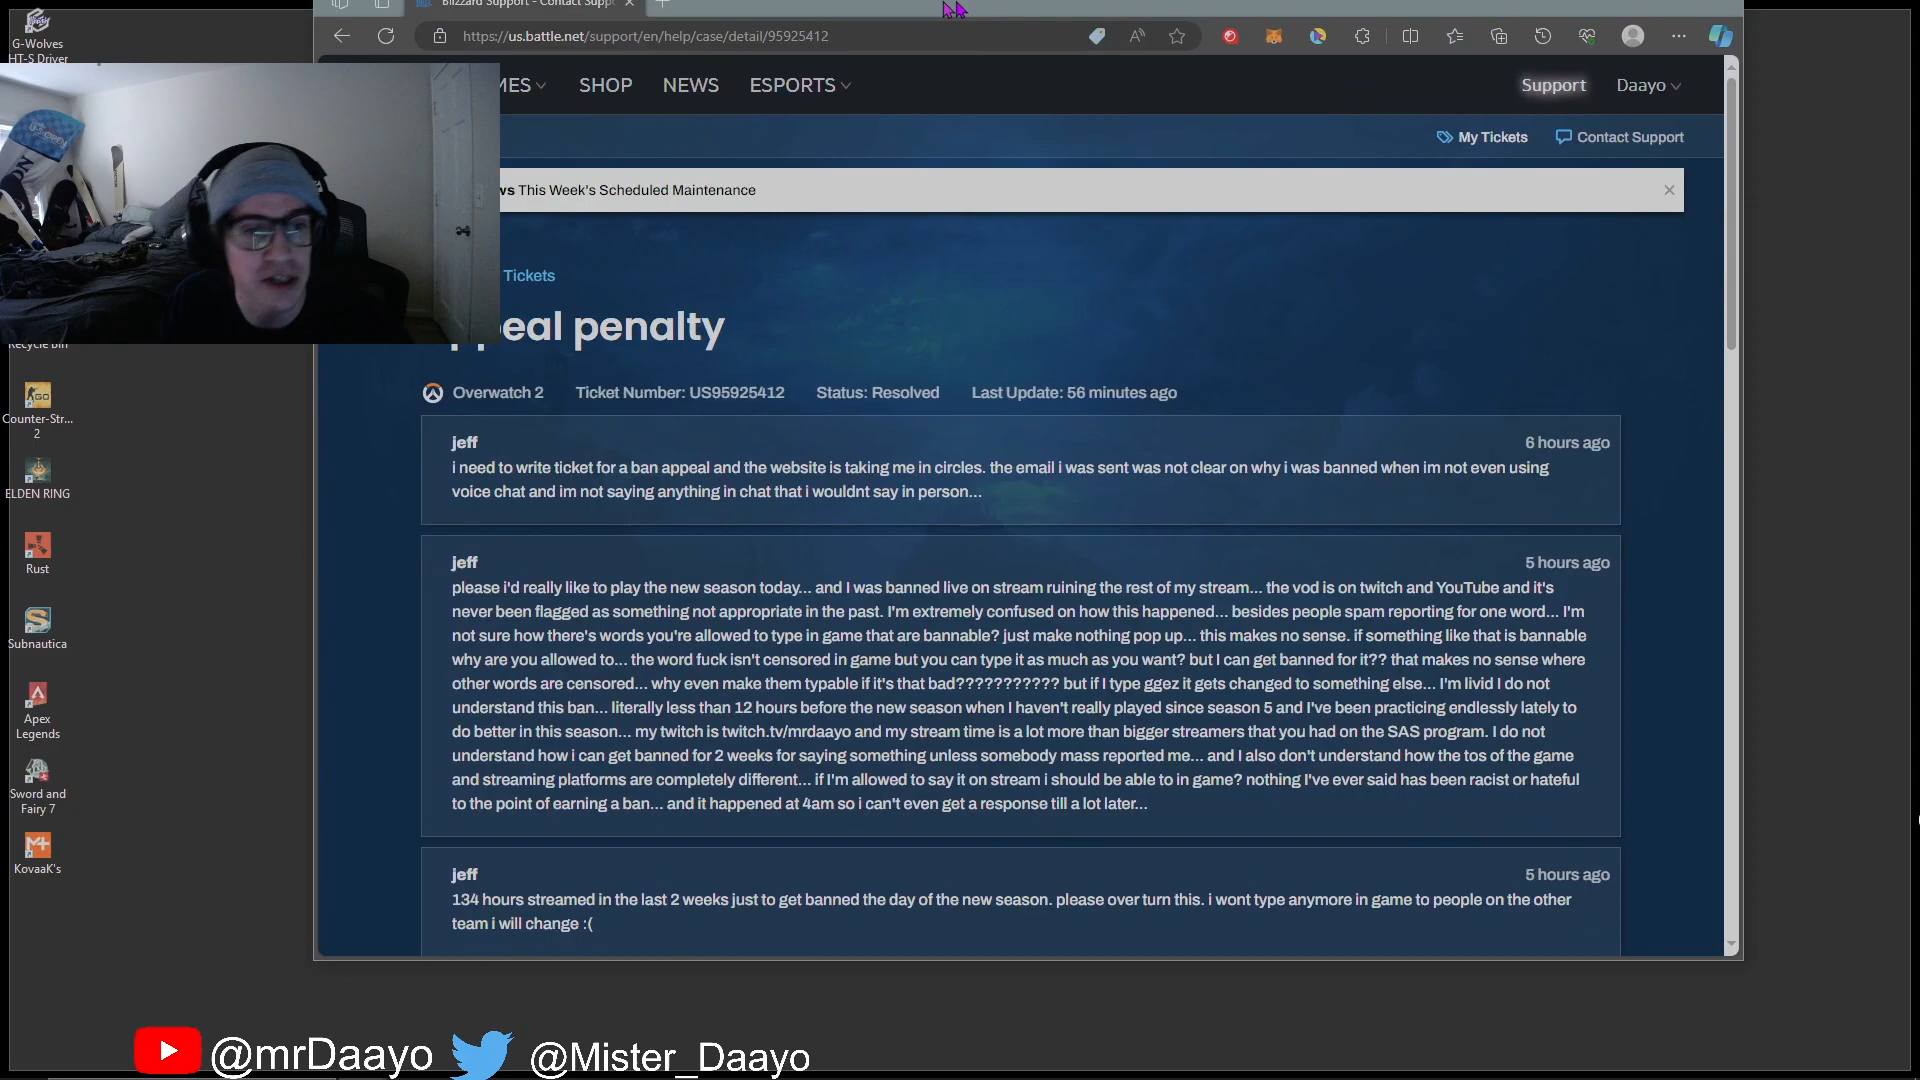 G-Wolves
HT-S Driver
Blizzard Support - Contact Supp
https://us.battle.net/support/en/help/case/detail/95925412
MES
SHOP
NEWS
ESPORTS
Support
Daayo
My Tickets
Contact Support
ws This Week's Scheduled Maintenance
Tickets
peal penalty
Overwatch 2
Ticket Number: US95925412
Status: Resolved
Last Update: 56 minutes ago
jeff
6 hours ago
i need to write ticket for a ban appeal and the website is taking me in circles. the email i was sent was not clear on why i was banned when im not even using
voice chat and im not saying anything in chat that i wouldnt say in person...
jeff
5 hours ago
please i'd really like to play the new season today... and I was banned live on stream ruining the rest of my stream... the vod is on twitch and YouTube and it's
never been flagged as something not appropriate in the past. I'm extremely confused on how this happened... besides people spam reporting for one word... I'm
not sure how there's words you're allowed to type in game that are bannable? just make nothing pop up... this makes no sense. if something like that is bannable
why are you allowed to... the word fuck isn't censored in game but you can type it as much as you want? but I can get banned for it?? that makes no sense where
other words are censored... why even make them typable if it's that bad??????????? but if I type ggez it gets changed to something else... I'm livid I do not
understand this ban... literally less than 12 hours before the new season when I haven't really played since season 5 and I've been practicing endlessly lately to
do better in this season... my twitch is twitch.tv/mrdaayo and my stream time is a lot more than bigger streamers that you had on the SAS program. I do not
understand how i can get banned for 2 weeks for saying something unless somebody mass reported me... and I also don't understand how the tos of the game
and streaming platforms are completely different... if I'm allowed to say it on stream i should be able to in game? nothing I've ever said has been racist or hateful
to the point of earning a ban... and it happened at 4am so i can't even get a response till a lot later...
jeff
5 hours ago
134 hours streamed in the last 2 weeks just to get banned the day of the new season. please over turn this. i wont type anymore in game to people on the other
team i will change :(
Recycle Bin
Counter-Str...
2
ELDEN RING
Rust
Subnautica
Apex
Legends
Sword and
Fairy 7
KovaaK's
@mrDaayo
@Mister_Daayo